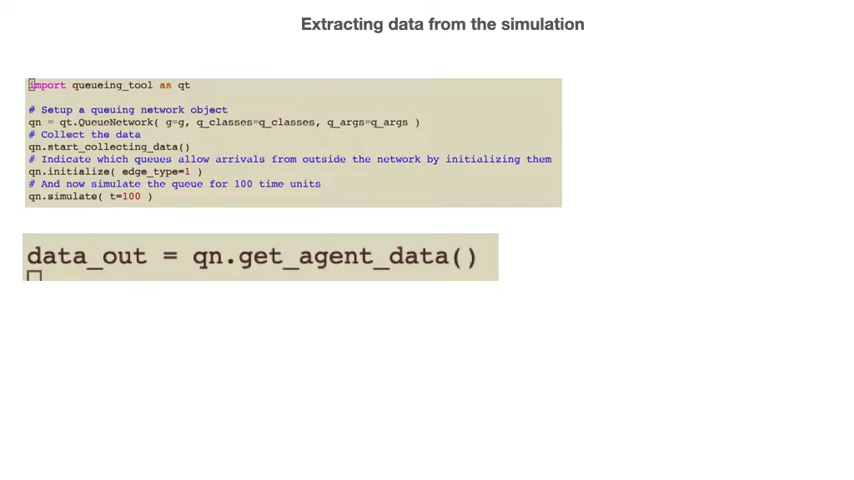 Extracting data from the simulation
import queueing_tool as qt
# Setup a queuing network object
qn = qt.QueueNetwork( g=g, q_classes=q_classes, q_args=q_args )
# Collect the data
qn.start_collecting_data()
# Indicate which queues allow arrivals from outside the network by initializing them
qn.initialize( edge_type=1 )
# And now simulate the queue for 100 time units
qn.simulate( t=100 )
data_out = qn.get_agent_data()